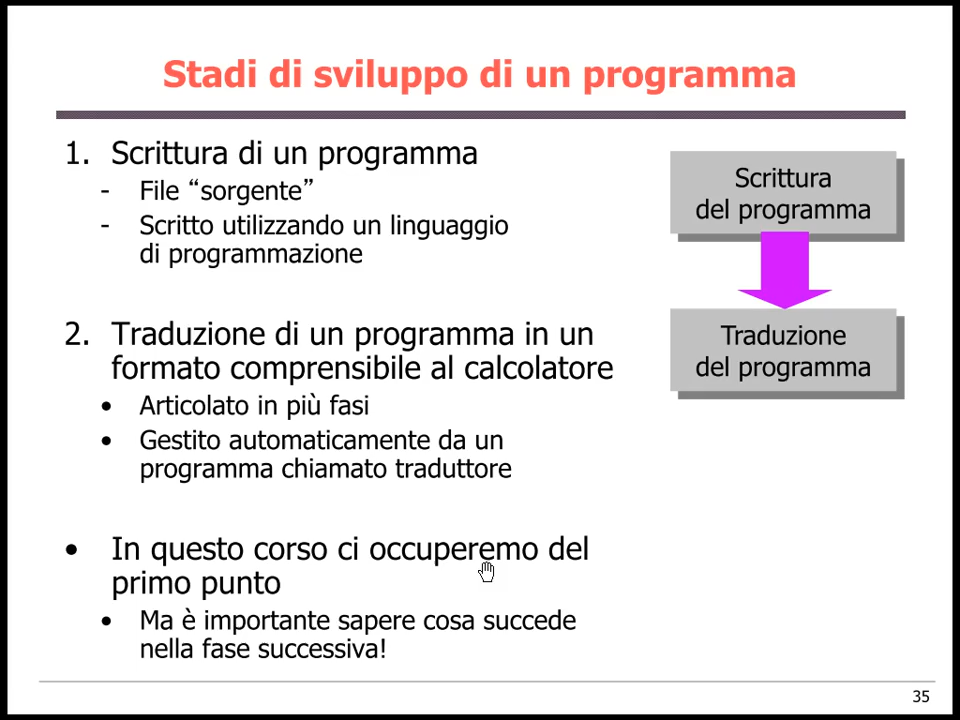 Stadi di sviluppo di un programma
1. Scrittura di un programma
- File “sorgente”
- Scritto utilizzando un linguaggio
di programmazione
2. Traduzione di un programma in un
formato comprensibile al calcolatore
• Articolato in più fasi
• Gestito automaticamente da un
programma chiamato traduttore
• In questo corso ci occuperemo del
primo punto
• Ma è importante sapere cosa succede
nella fase successiva!
Scrittura
del programma
Traduzione
del programma
35